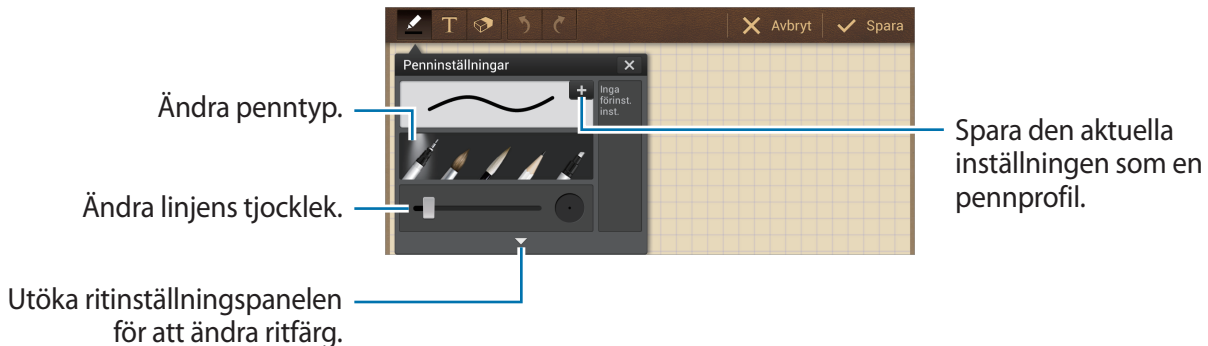 T
Avbryt
Spara
Penninställningar
Inga
förinst.
inst.
Ändra penntyp.
Spara den aktuella
inställningen som en
pennprofil.
Ändra linjens tjocklek.
Utöka ritinställningspanelen
för att ändra ritfärg.